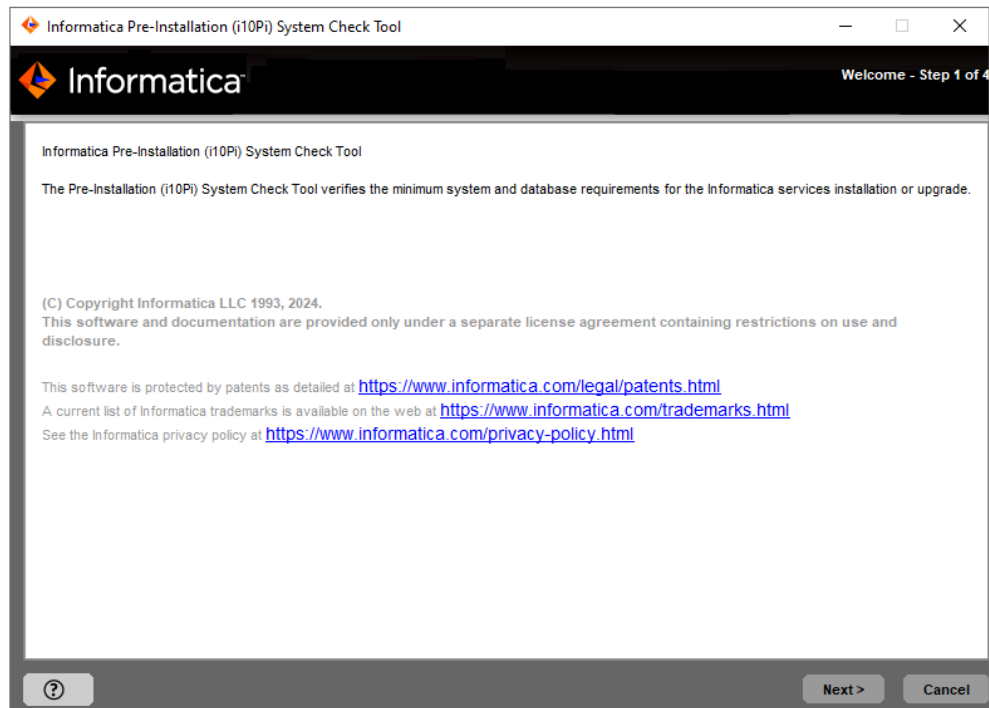 Informatica Pre-Installation (i10Pi) System Check Tool
Informatica
Welcome - Step 1 of 4
Informatica Pre-Installation (i10Pi) System Check Tool
The Pre-Installation (i10Pi) System Check Tool verifies the minimum system and database requirements for the Informatica services installation or upgrade.
(C) Copyright Informatica LLC 1993, 2024.
This software and documentation are provided only under a separate license agreement containing restrictions on use and
disclosure.
This software is protected by patents as detailed at https://www.informatica.com/legal/patents.html
A current list of Informatica trademarks is available on the web at https://www.informatica.com/trademarks.html
See the Informatica privacy policy at https://www.informatica.com/privacy-policy.html
?
Next >
Cancel